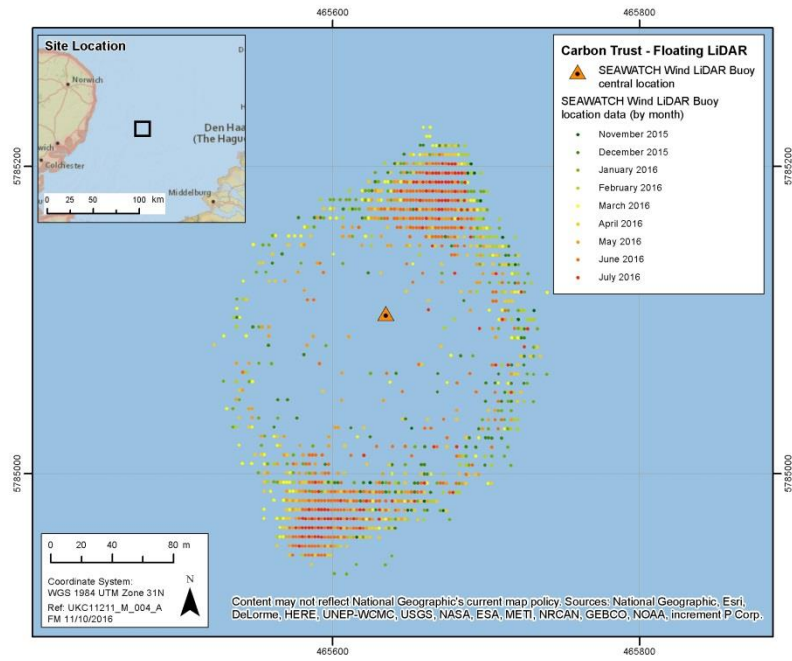 465600
465800
Site Location
Norwich
wich
Colchester
Den Haag
(The Hague
Middelburg
0 25 50 100 km
Carbon Trust - Floating LiDAR
SEAWATCH Wind LiDAR Buoy
central location
SEAWATCH Wind LiDAR Buoy
location data (by month)
November 2015
December 2015
January 2016
February 2016
March 2016
April 2016
May 2016
June 2016
July 2016
5785200
5785200
5785000
5785000
0 20 40 80 m
Coordinate System:
WGS 1984 UTM Zone 31N
Ref: UKC11211_M_004_A
FM 11/10/2016
N
Content may not reflect National Geographic's current map policy. Sources: National Geographic, Esri,
DeLorme, HERE, UNEP-WCMC, USGS, NASA, ESA, METI, NRCAN, GEBCO, NOAA, increment P Corp.
465600
465800